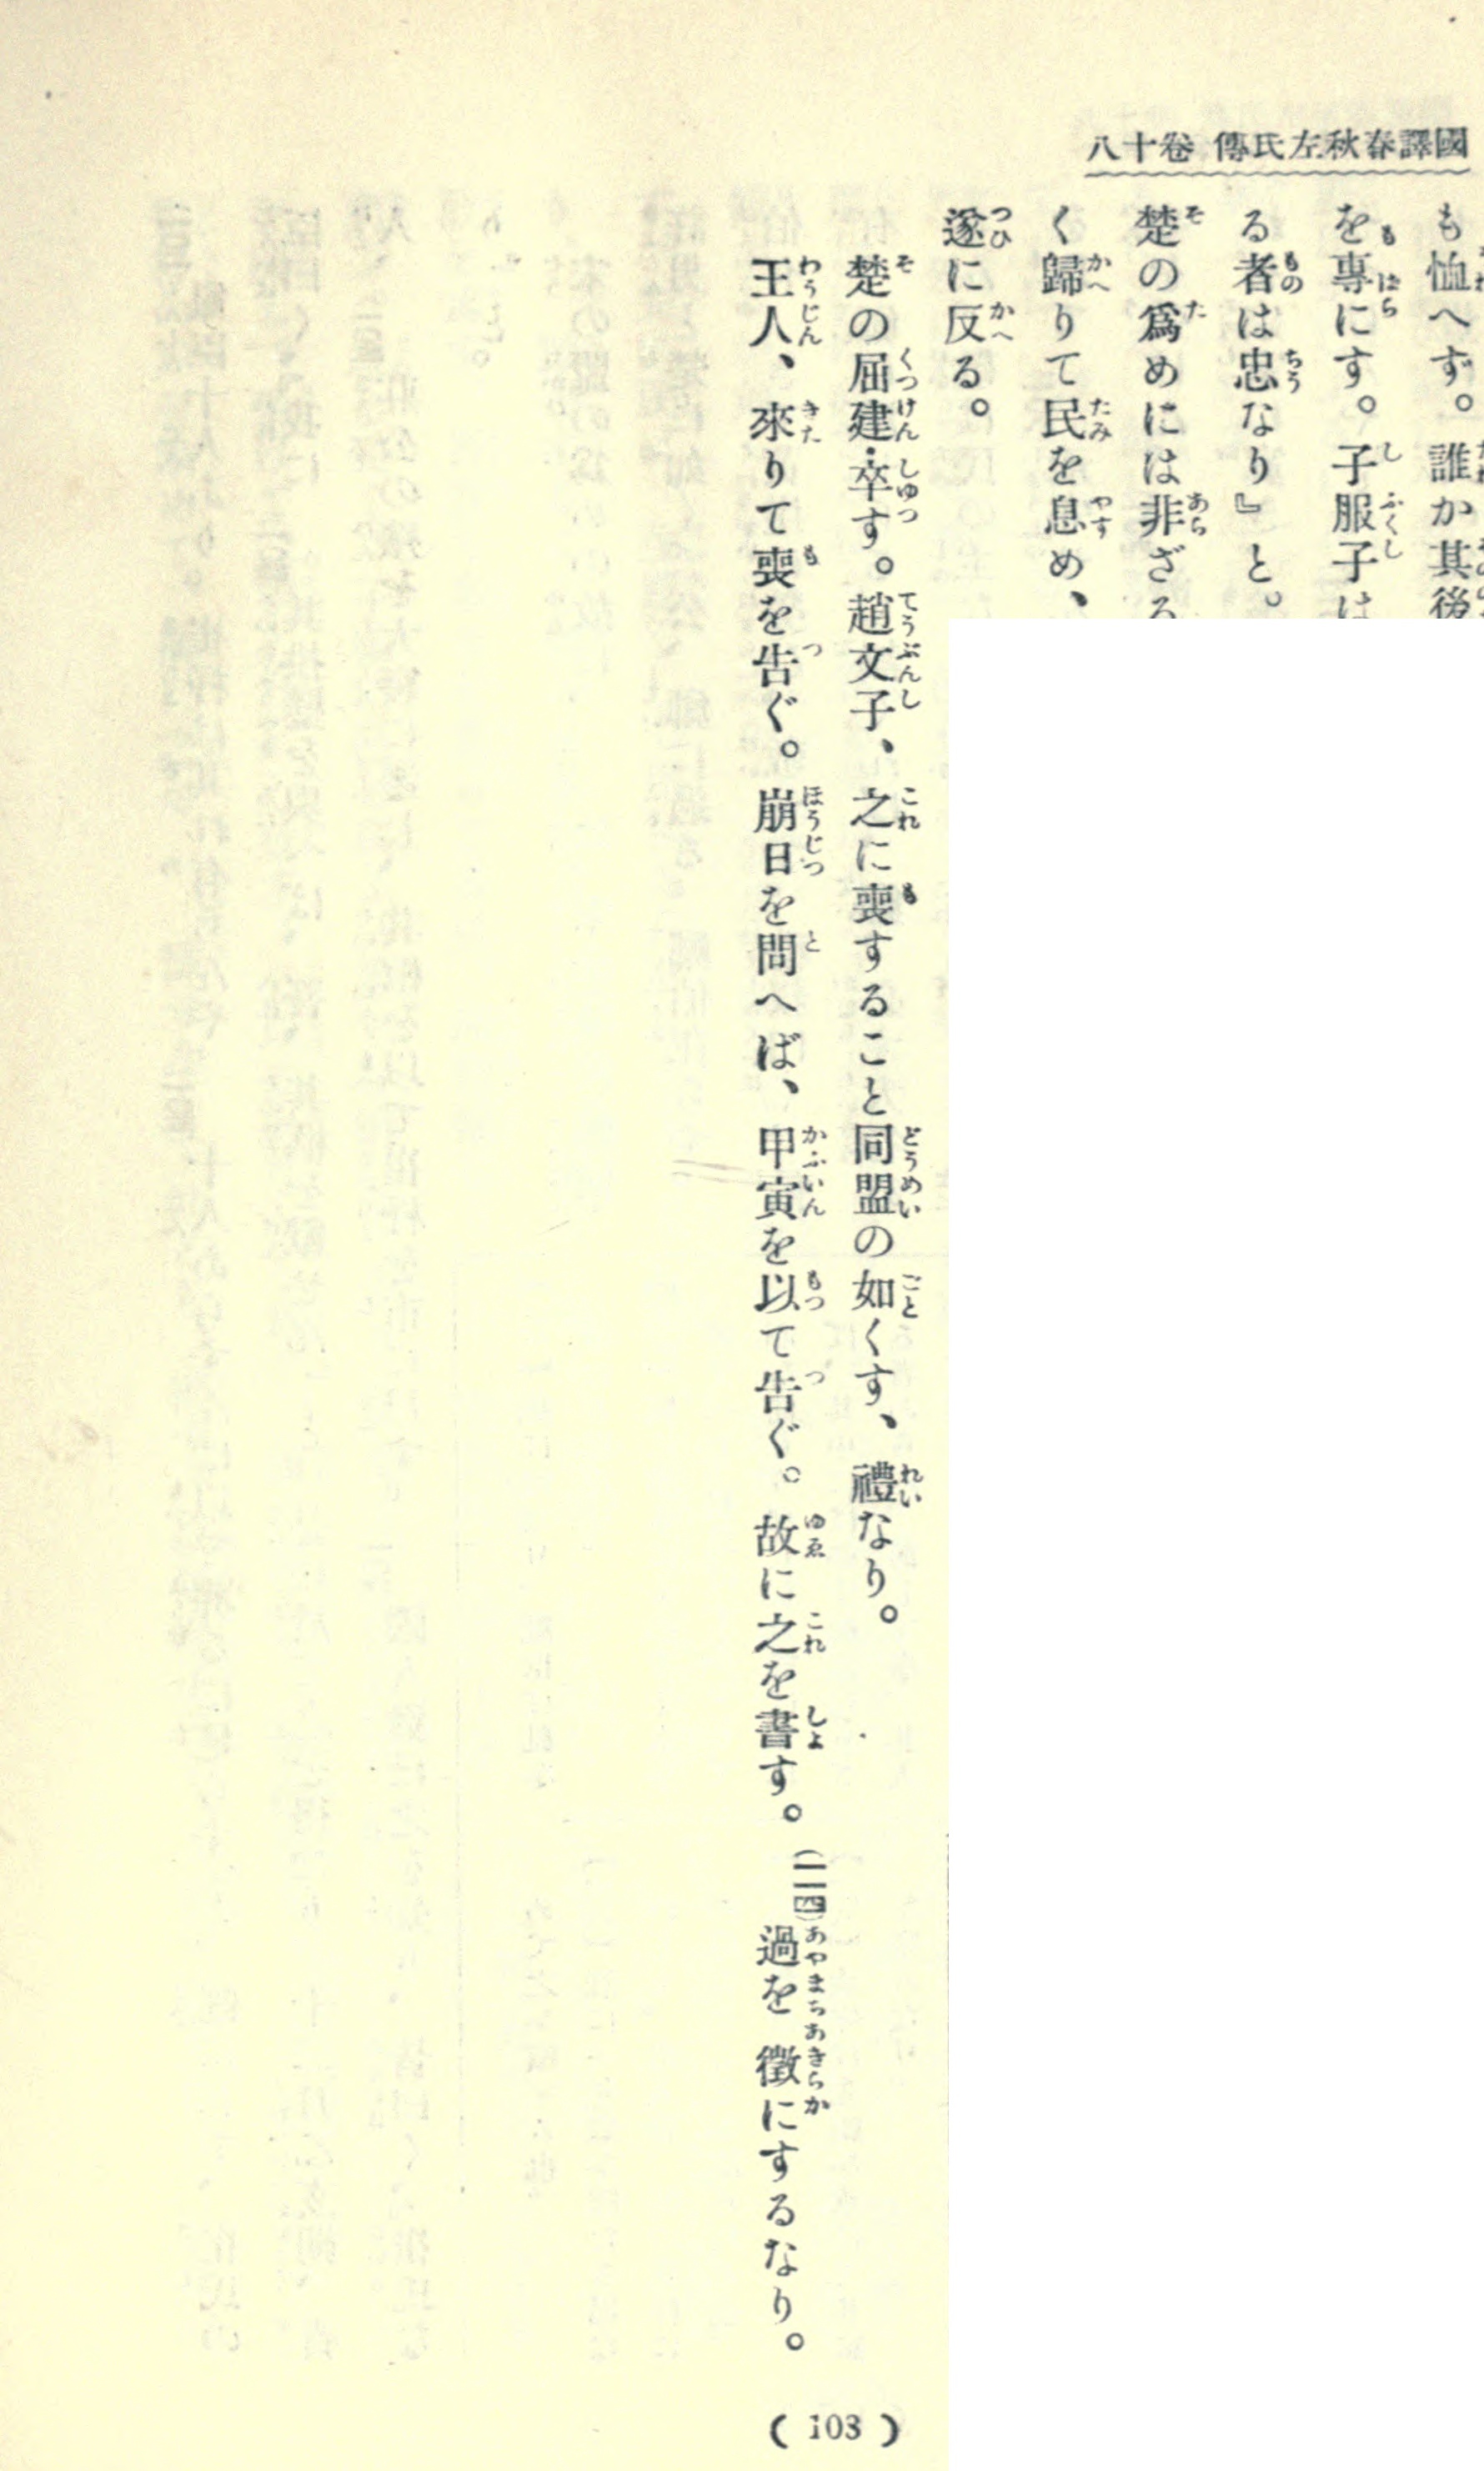 國譯春秋左氏傳 卷十八
も恤へず。誰か其後
を專にす。子服子は
る者は忠なり』と。
楚の爲めには非ざる
く歸りて民を息め、
遂に反る。
楚の屈建・卒す。趙文子、之に喪すること同盟の如くす、禮なり。
王人、來りて喪を告ぐ。崩日を問へば、甲寅を以て告ぐ。故に之を書す。(二四)過を徵にするなり。
( 103 )